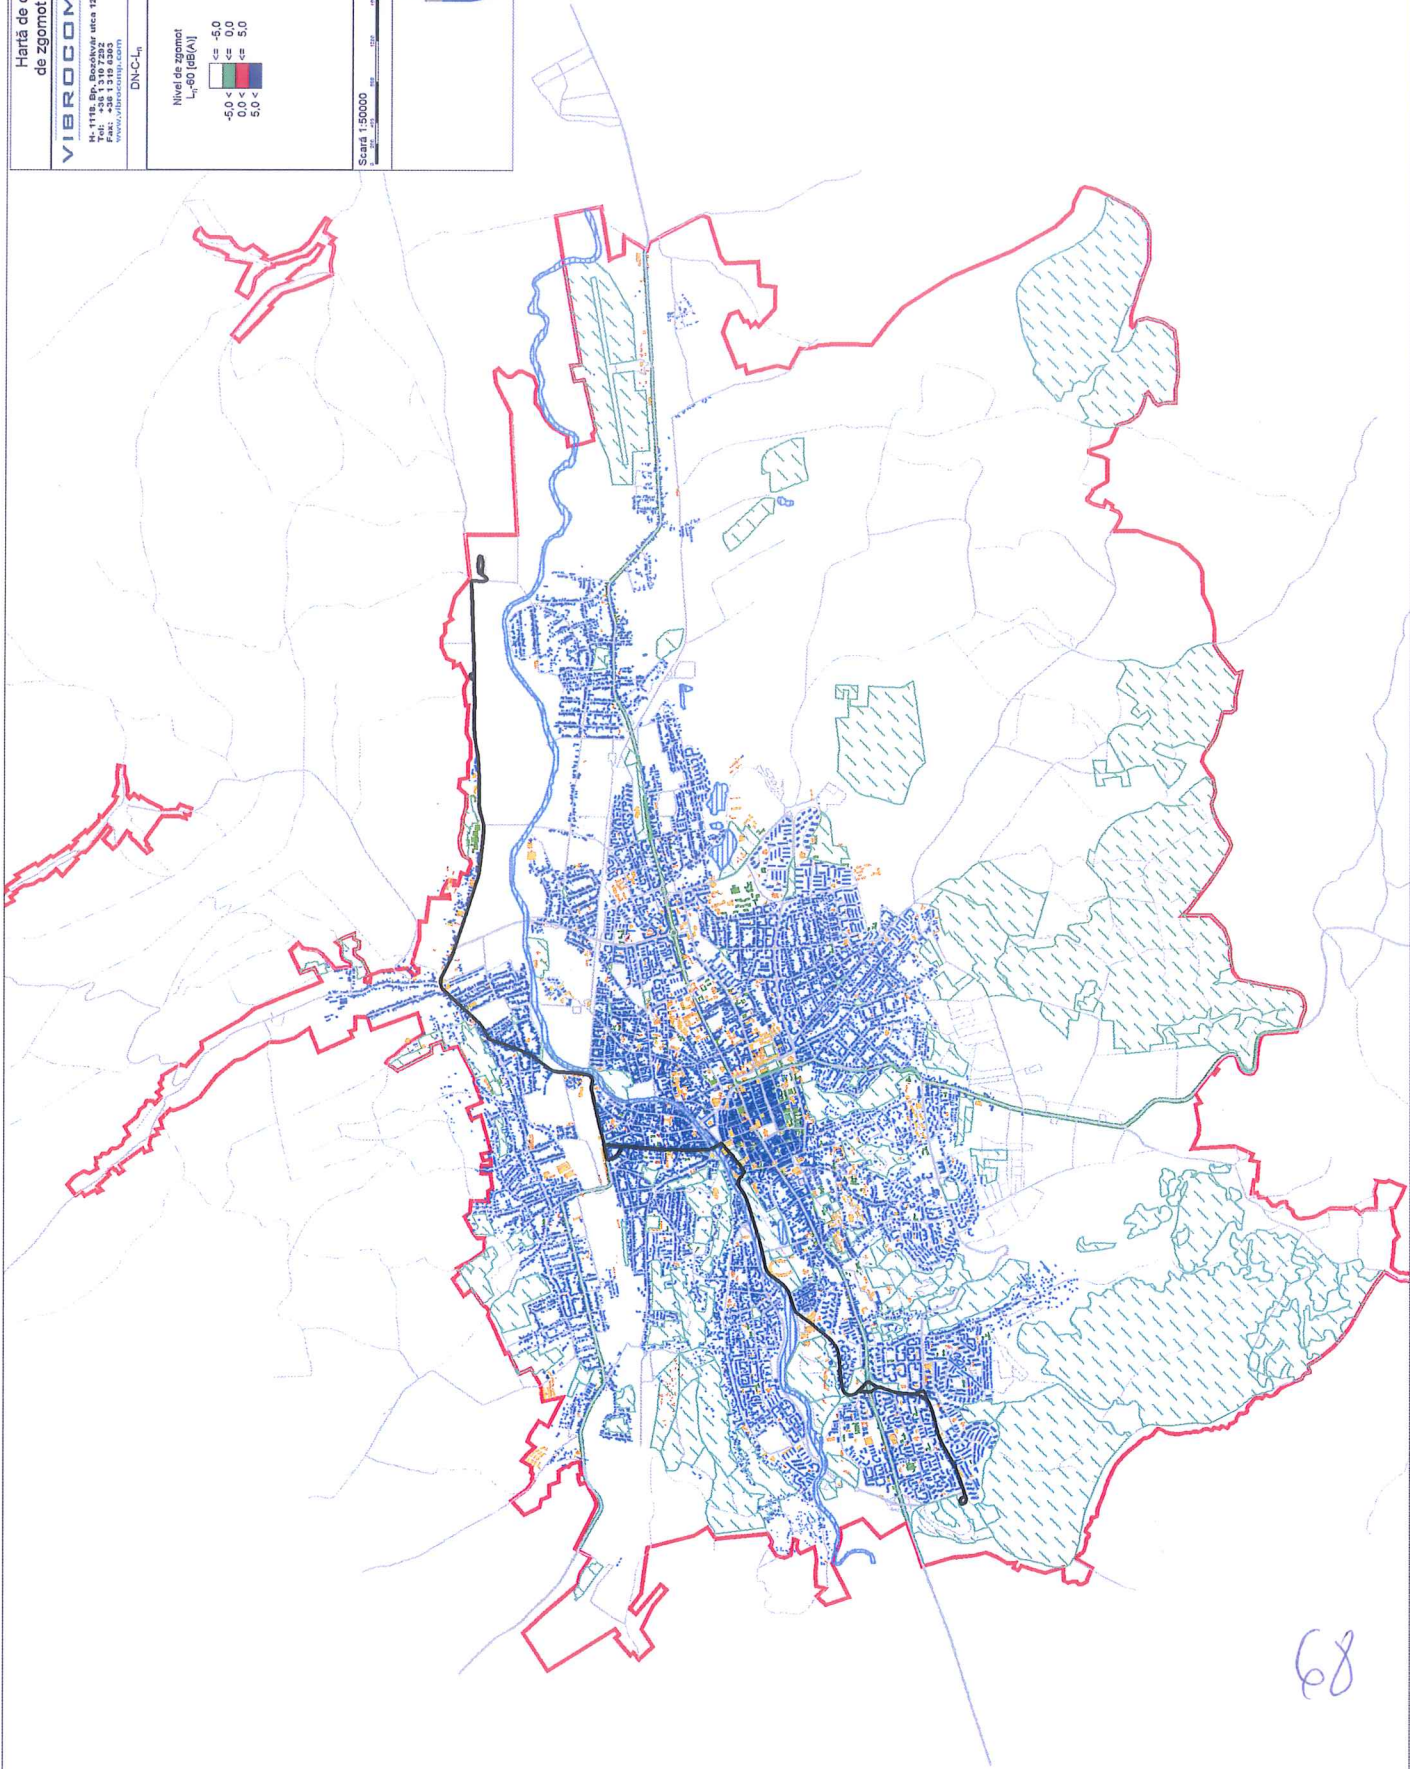 Hartă de c
de zgomot
VIBROCOM
H- 1118. Bp. Bozókvár utca 12
Tel: +36 1 310 7292
Fax: +36 1 319 6303
www.vibrocomp.com
DN-C-Ln
Nivel de zgomot
Ln-60 [dB(A)]
<= -5,0
-5,0 < <= 0,0
0,0 < <= 5,0
5,0 <
Scară 1:50000
68